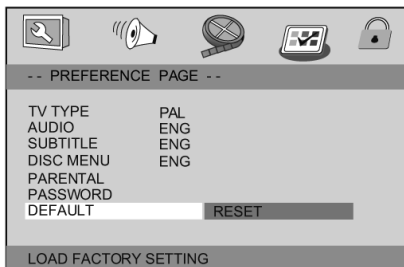 -- PREFERENCE PAGE --
TV TYPE PAL
AUDIO ENG
SUBTITLE ENG
DISC MENU ENG
PARENTAL
PASSWORD
DEFAULT RESET
LOAD FACTORY SETTING